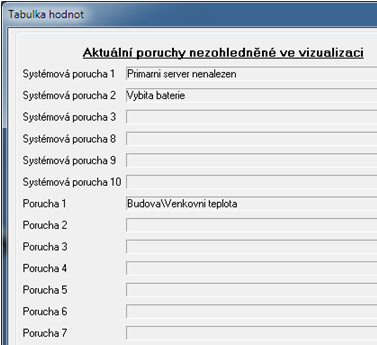 Tabulka hodnot
Aktuální poruchy nezohledněné ve vizualizaci
Systémová porucha 1 Primarni server nenalezen
Systémová porucha 2 Vybita baterie
Systémová porucha 3
Systémová porucha 8
Systémová porucha 9
Systémová porucha 10
Porucha 1 Budova\Venkovni teplota
Porucha 2
Porucha 3
Porucha 4
Porucha 5
Porucha 6
Porucha 7